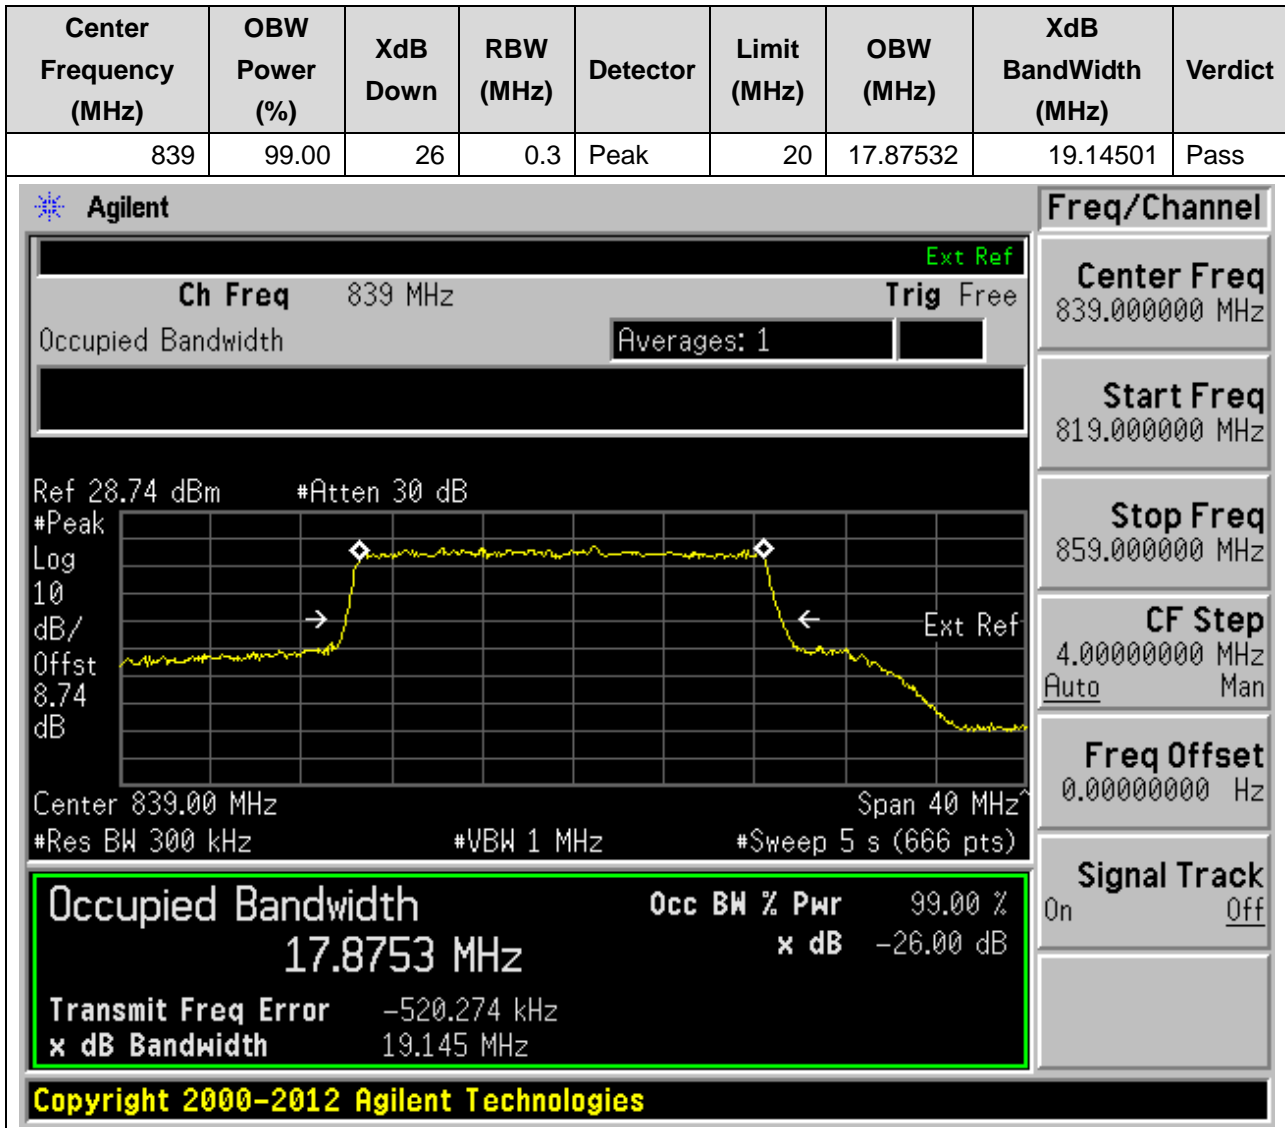 Center Frequency (MHz) OBW Power (%) XdB Down RBW (MHz) Detector Limit (MHz) OBW (MHz) XdB BandWidth (MHz) Verdict
839 99.00 26 0.3 Peak 20 17.87532 19.14501 Pass
Agilent
Freq/Channel
Ext Ref
Ch Freq 839 MHz Trig Free
Occupied Bandwidth Averages: 1
Center Freq
839.000000 MHz
Start Freq
819.000000 MHz
Stop Freq
859.000000 MHz
CF Step
4.00000000 MHz
Auto Man
Freq Offset
0.00000000 Hz
Signal Track
On Off
Ref 28.74 dBm #Atten 30 dB
#Peak
Log
10
dB/
Offst
8.74
dB
Ext Ref
Center 839.00 MHz Span 40 MHz^
#Res BW 300 kHz #VBW 1 MHz #Sweep 5 s (666 pts)
Occupied Bandwidth Occ BW % Pwr 99.00 %
17.8753 MHz x dB -26.00 dB
Transmit Freq Error -520.274 kHz
x dB Bandwidth 19.145 MHz
Copyright 2000-2012 Agilent Technologies